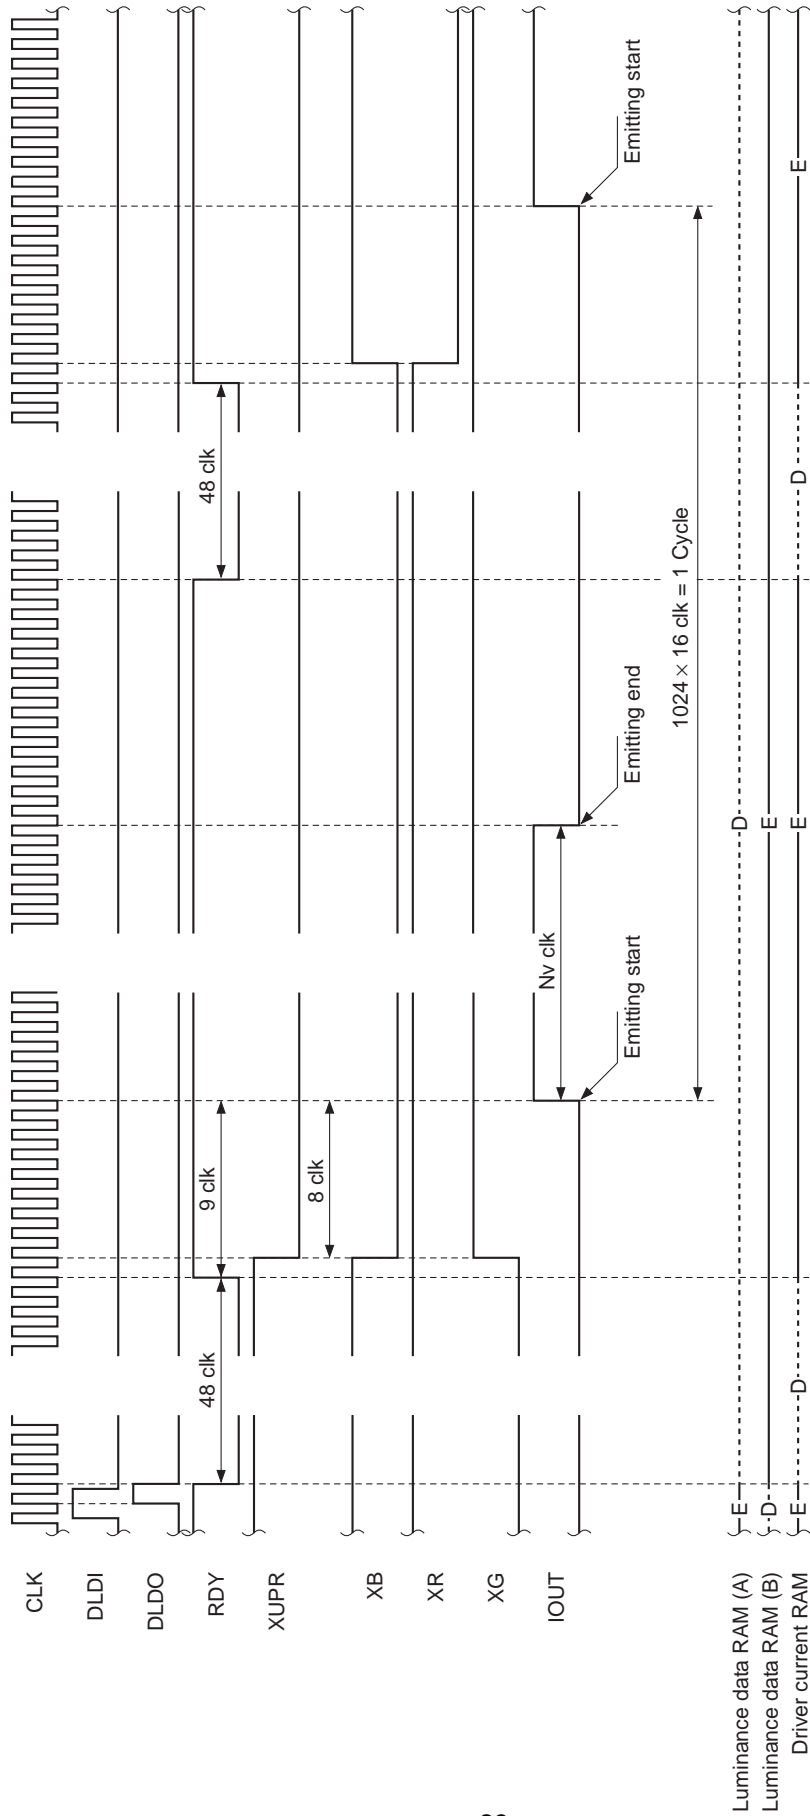 CLK
DLDI
DLDO
RDY
48 clk
9 clk
48 clk
XUPR
8 clk
XB
XR
XG
IOUT
Nv clk
Emitting start
Emitting end
Emitting start
1024 × 16 clk = 1 Cycle
Luminance data RAM (A)
E
D
Luminance data RAM (B)
D
E
Driver current RAM
E
D
E
D
E